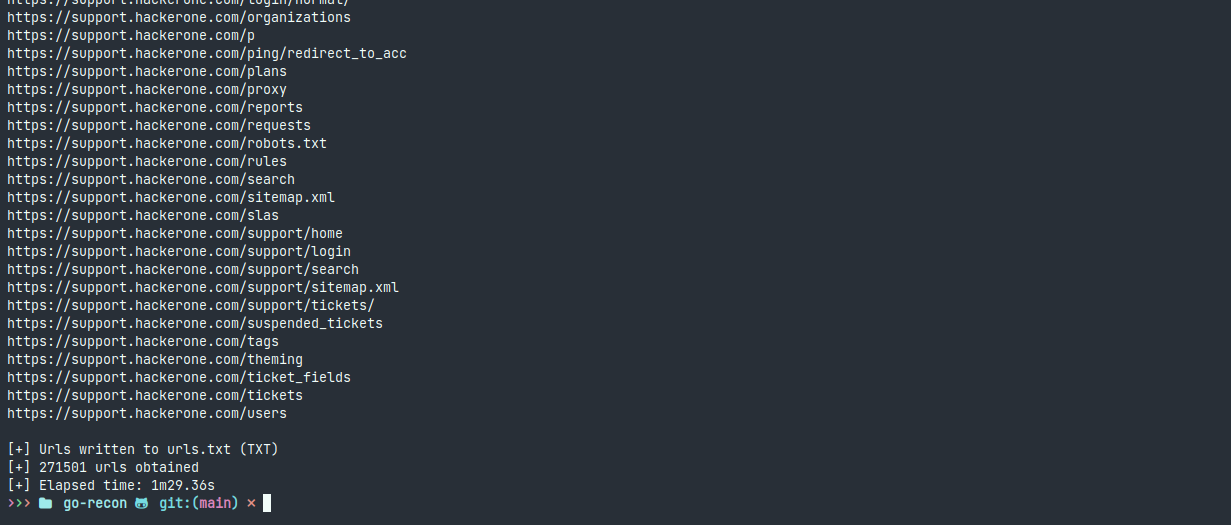 https://support.hackerone.com/login/normal/
https://support.hackerone.com/organizations
https://support.hackerone.com/p
https://support.hackerone.com/ping/redirect_to_acc
https://support.hackerone.com/plans
https://support.hackerone.com/proxy
https://support.hackerone.com/reports
https://support.hackerone.com/requests
https://support.hackerone.com/robots.txt
https://support.hackerone.com/rules
https://support.hackerone.com/search
https://support.hackerone.com/sitemap.xml
https://support.hackerone.com/slas
https://support.hackerone.com/support/home
https://support.hackerone.com/support/login
https://support.hackerone.com/support/search
https://support.hackerone.com/support/sitemap.xml
https://support.hackerone.com/support/tickets/
https://support.hackerone.com/suspended_tickets
https://support.hackerone.com/tags
https://support.hackerone.com/theming
https://support.hackerone.com/ticket_fields
https://support.hackerone.com/tickets
https://support.hackerone.com/users
[+] Urls written to urls.txt (TXT)
[+] 271501 urls obtained
[+] Elapsed time: 1m29.36s
››› go-recon git:(main) ×